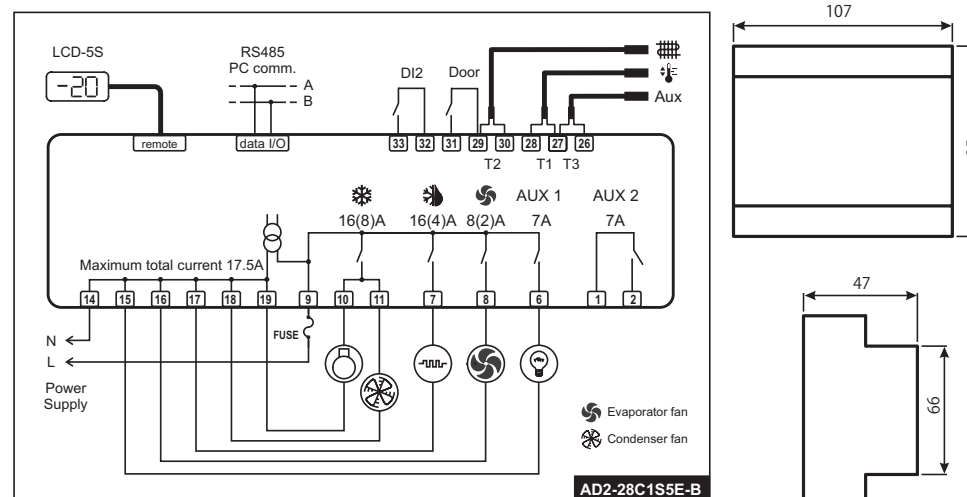 107
LCD-5S
-20
RS485
PC comm.
A
B
DI2
Door
Aux
remote
data I/O
33 32 31 29 30 28 27 26
T2 T1 T3
AUX 1 AUX 2
16(8)A 16(4)A 8(2)A 7A 7A
Maximum total current 17.5A
14 15 16 17 18 19 9 10 11 7 8 6 1 2
47
N
FUSE
L
Power
Supply
66
Evaporator fan
Condenser fan
AD2-28C1S5E-B